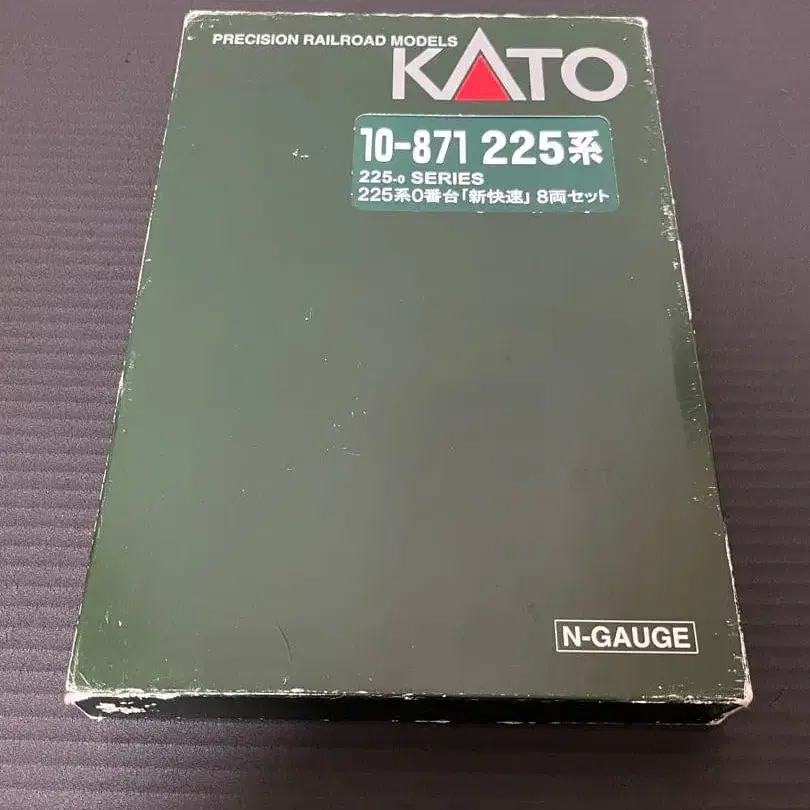 PRECISION RAILROAD MODELS
KATO
10-871 225系
225-0 SERIES
225系0番台「新快速」8両セット
N-GAUGE